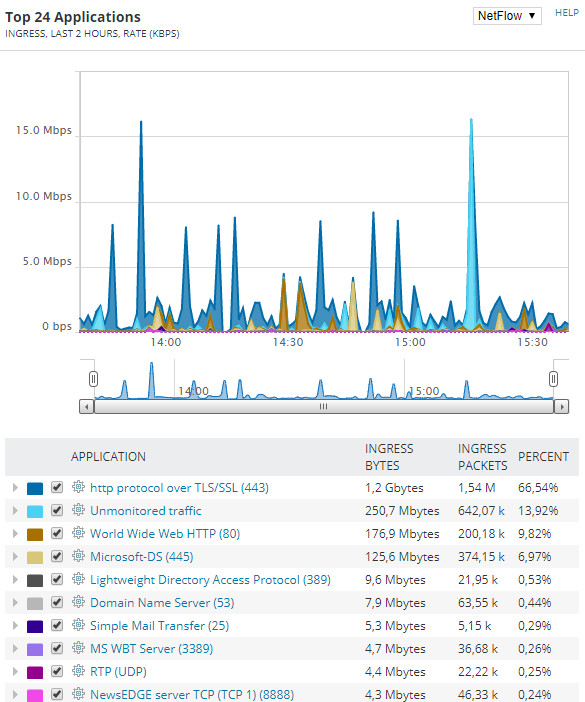 Top 24 Applications
NetFlow ▼ HELP
INGRESS, LAST 2 HOURS, RATE (KBPS)
15.0 Mbps
10.0 Mbps
5.0 Mbps
0 bps
14:00 14:30 15:00 15:30
14:00 15:00
APPLICATION INGRESS BYTES INGRESS PACKETS PERCENT
http protocol over TLS/SSL (443) 1,2 Gbytes 1,54 M 66,54%
Unmonitored traffic 250,7 Mbytes 642,07 k 13,92%
World Wide Web HTTP (80) 176,9 Mbytes 200,18 k 9,82%
Microsoft-DS (445) 125,6 Mbytes 374,15 k 6,97%
Lightweight Directory Access Protocol (389) 9,6 Mbytes 21,95 k 0,53%
Domain Name Server (53) 7,9 Mbytes 63,55 k 0,44%
Simple Mail Transfer (25) 5,3 Mbytes 5,15 k 0,29%
MS WBT Server (3389) 4,7 Mbytes 36,68 k 0,26%
RTP (UDP) 4,4 Mbytes 22,22 k 0,25%
NewsEDGE server TCP (TCP 1) (8888) 4,3 Mbytes 46,33 k 0,24%